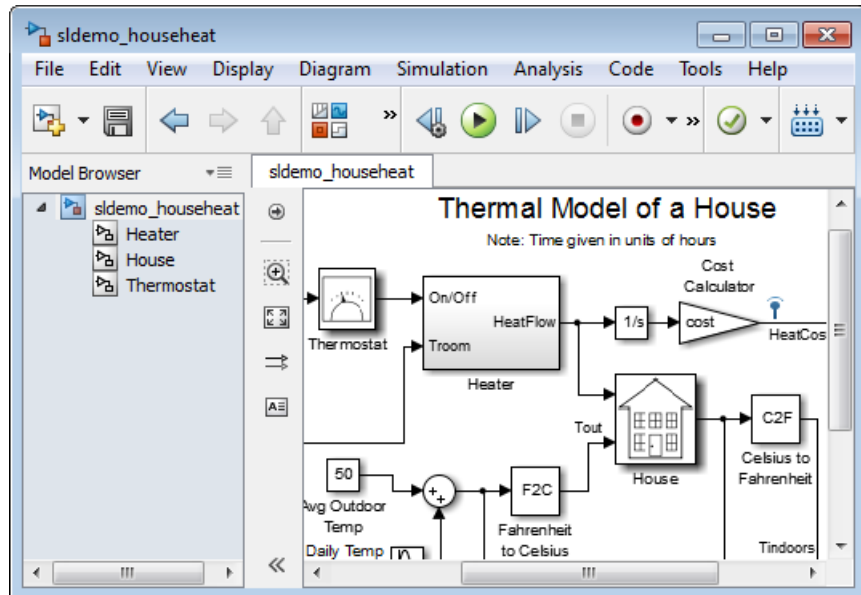 sldemo_househeat
File Edit View Display Diagram Simulation Analysis Code Tools Help
»
»
Model Browser
sldemo_househeat
sldemo_househeat
Heater
House
Thermostat
Thermal Model of a House
Note: Time given in units of hours
Cost
Calculator
Thermostat
On/Off
HeatFlow
Troom
Heater
1/s
cost
HeatCos
Tout
House
C2F
Celsius to
Fahrenheit
50
Avg Outdoor
Temp
F2C
Fahrenheit
to Celsius
Daily Temp
Tindoors